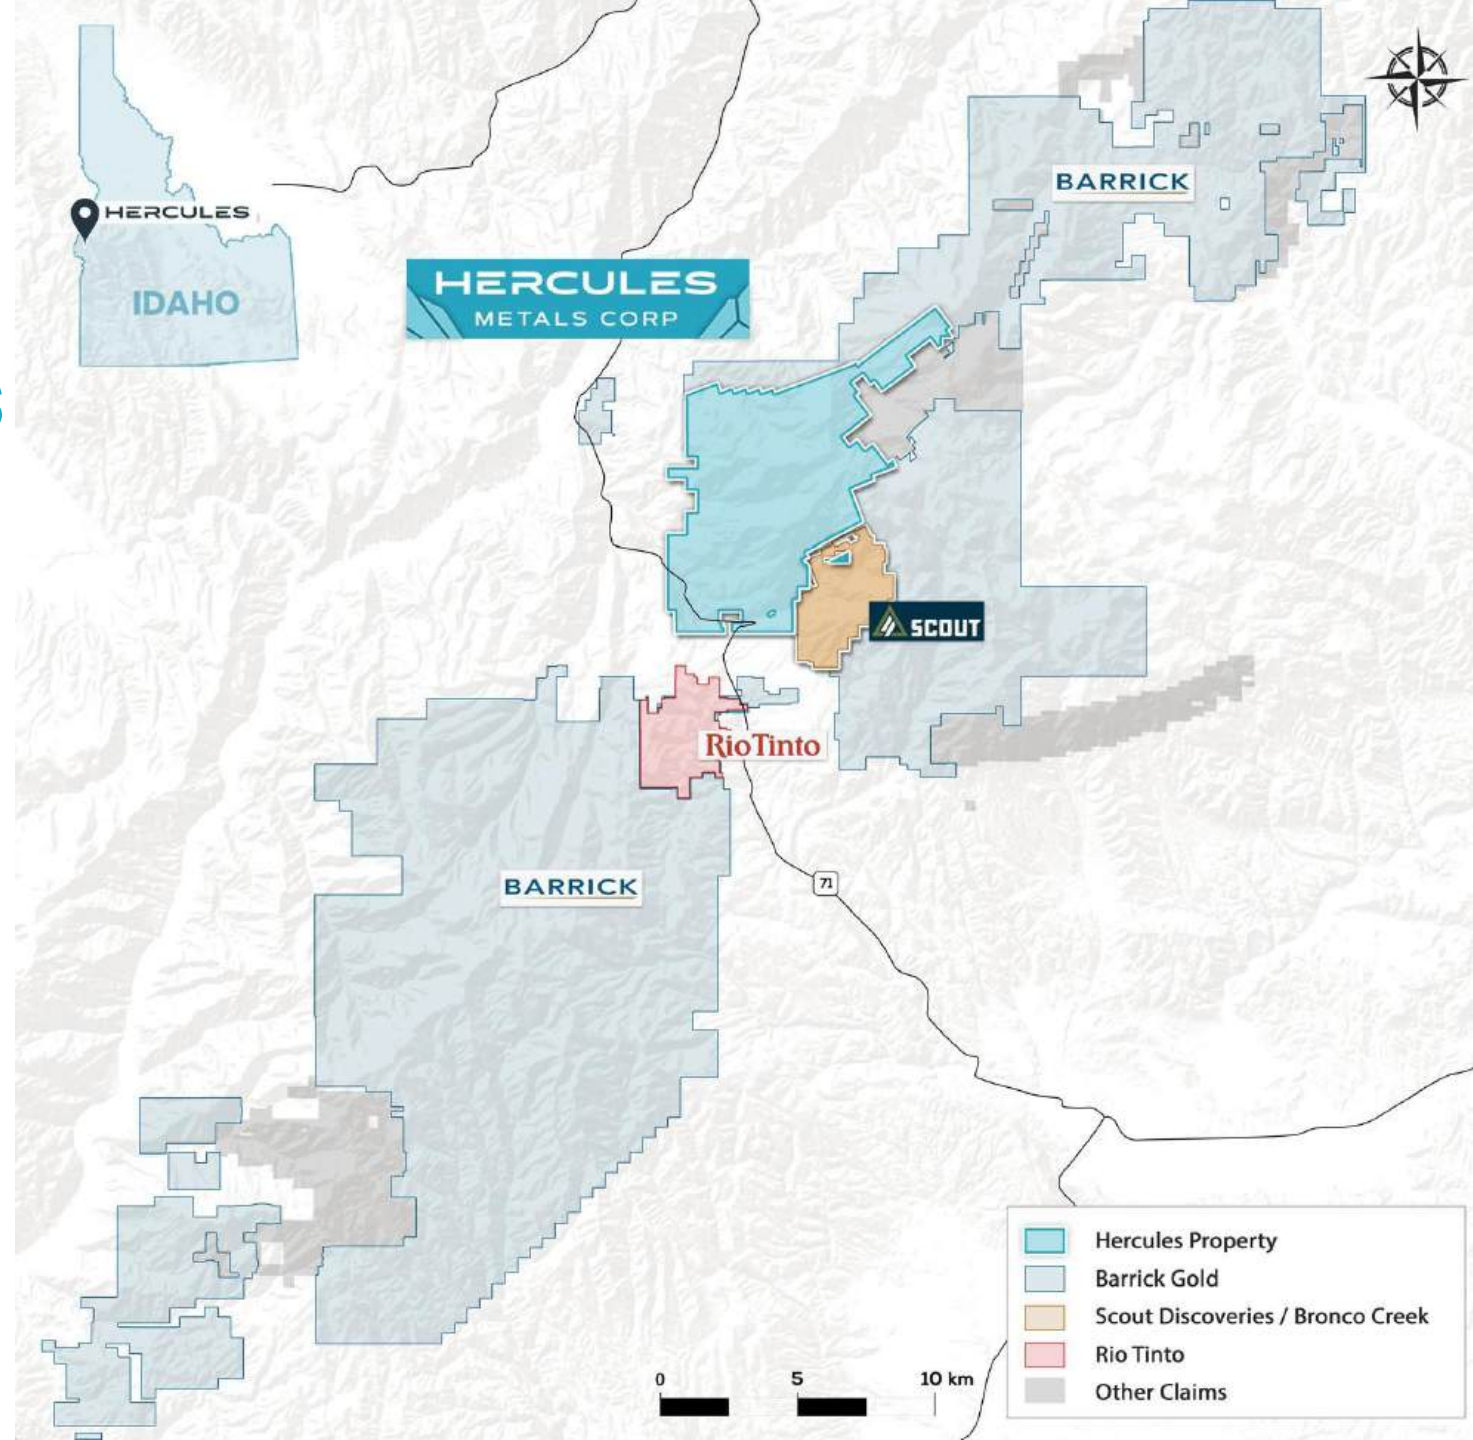 BARRICK
HERCULES
HERCULES
METALS CORP
IDAHO
SCOUT
RioTinto
BARRICK
71
Hercules Property
Barrick Gold
Scout Discoveries / Bronco Creek
Rio Tinto
Other Claims
0 5 10 km